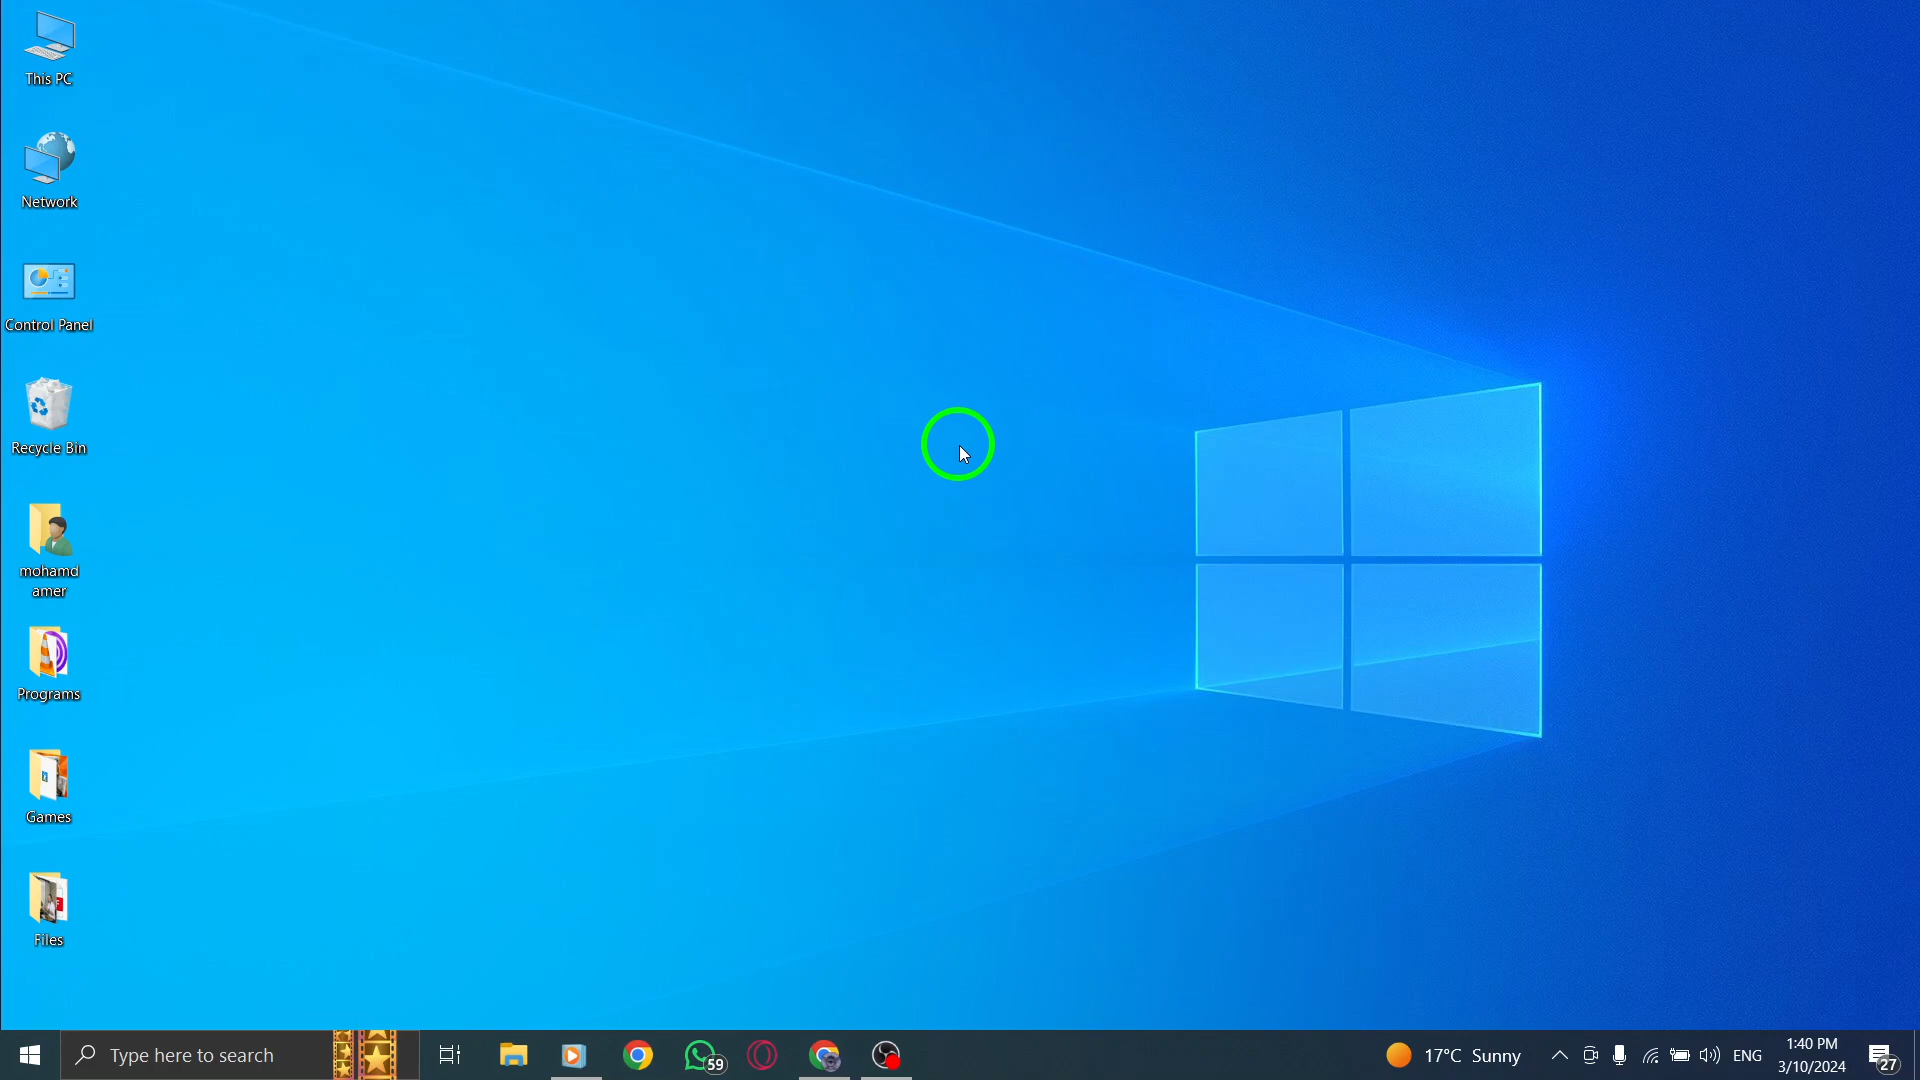 This PC
Network
Control Panel
Recycle Bin
mohamd
amer
Programs
Games
Files
Type here to search
59
17°C Sunny
ENG
1:40 PM
3/10/2024
27